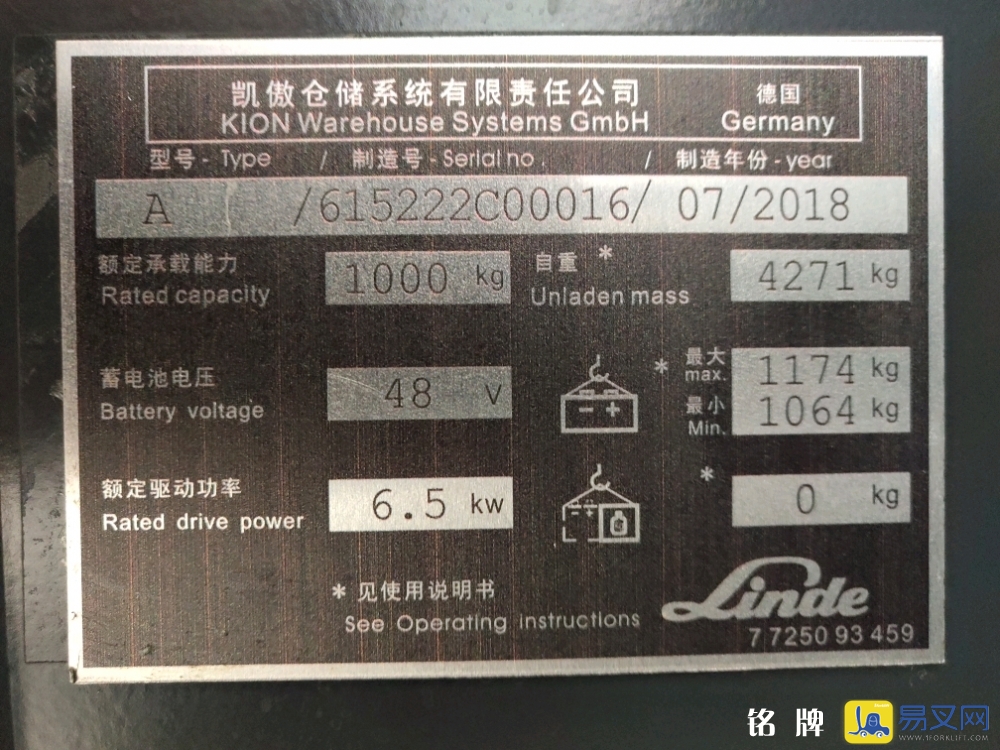 凯傲仓储系统有限责任公司 德国
KION Warehouse Systems GmbH Germany
型号 - Type / 制造号 - Serial no . / 制造年份 - year
A /615222C00016/ 07/2018
额定承载能力 自重 *
Rated capacity 1000 kg Unladen mass 4271 kg
蓄电池电压 * 最大 max. 1174 kg
Battery voltage 48 V - + 最小 Min. 1064 kg
额定驱动功率 *
Rated drive power 6.5 kw - + 0 kg
* 见使用说明书
See Operating instructions
Linde
7 7250 93 459
铭牌 易叉网
WWW.1FORKLIFT.COM